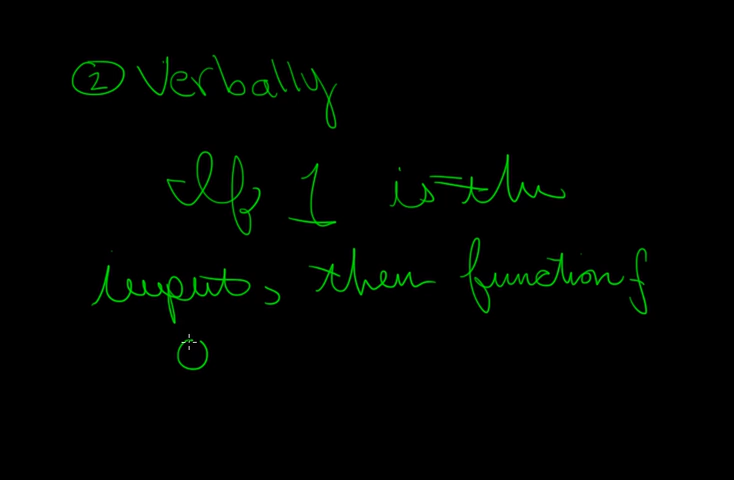 ② Verbally
If 1 is the
input, then function f
o